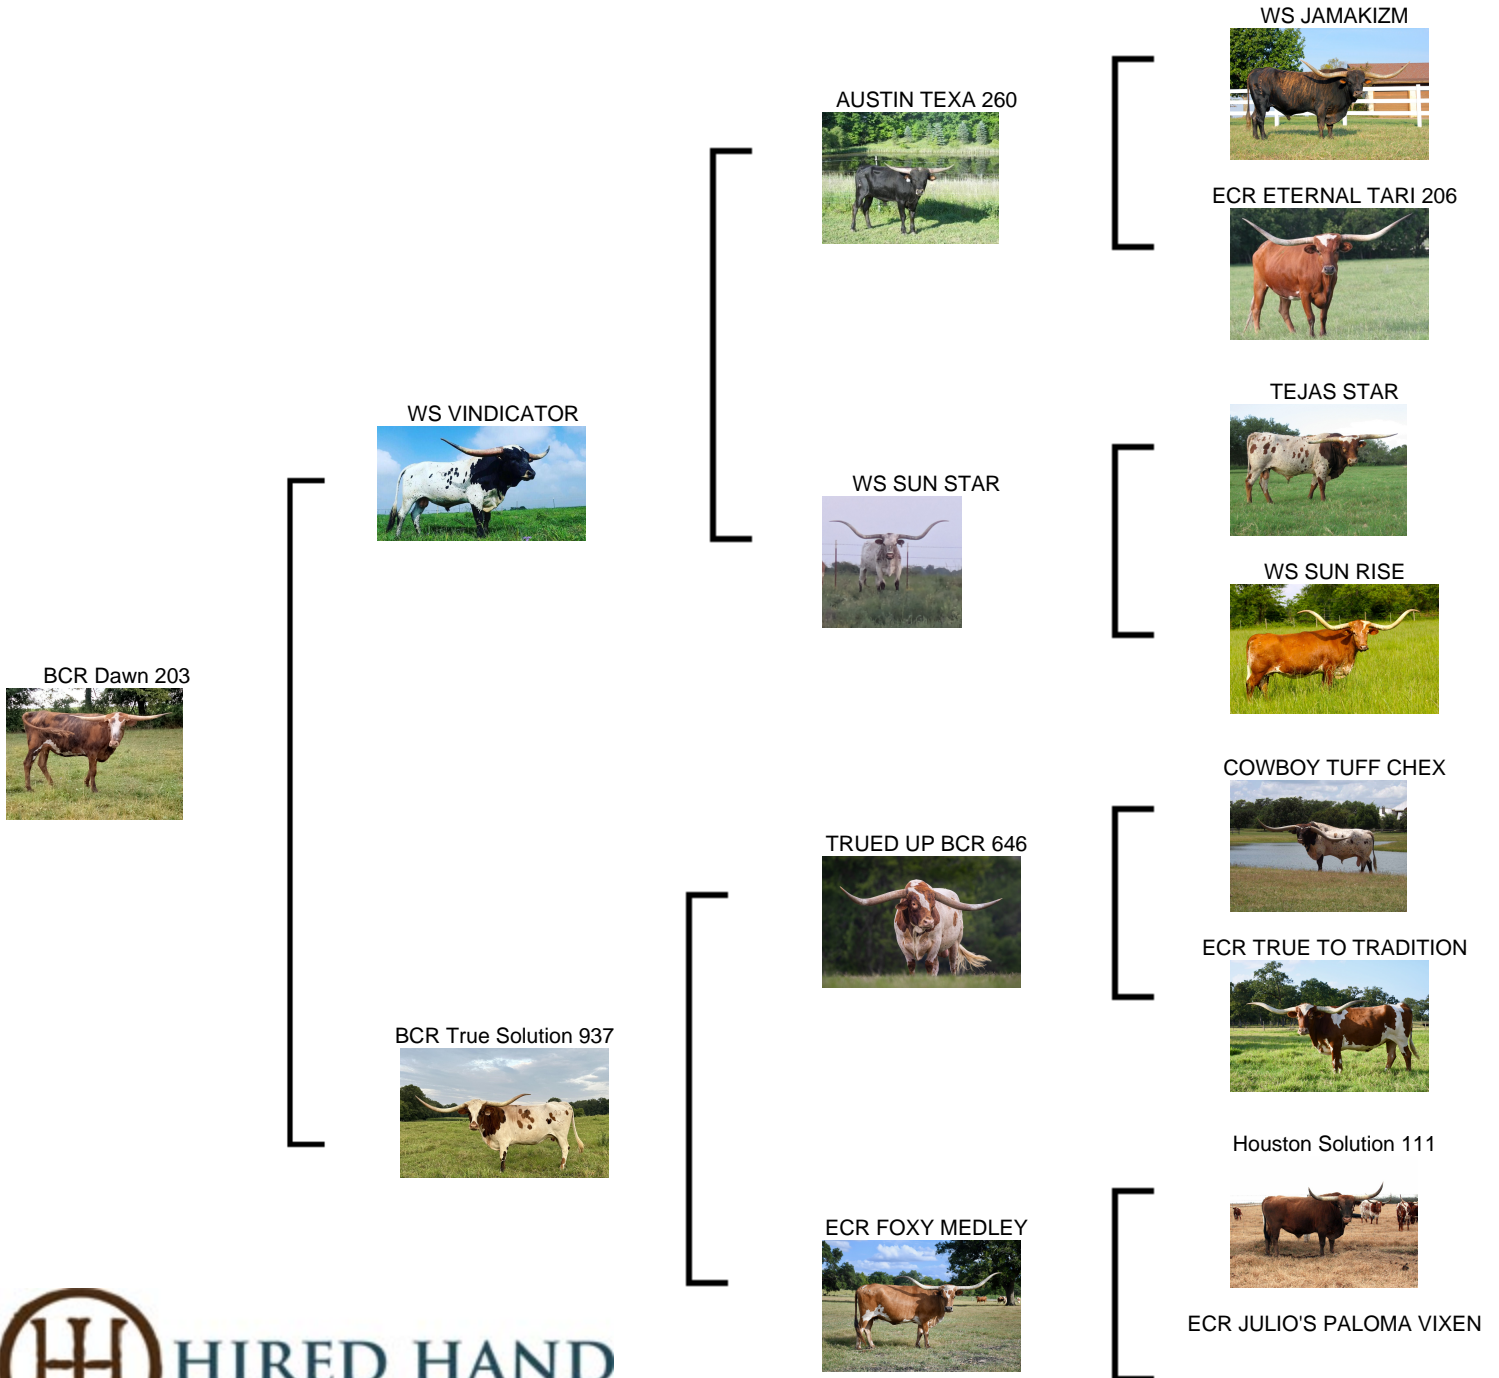 WS JAMAKIZM
AUSTIN TEXA 260
ECR ETERNAL TARI 206
TEJAS STAR
WS VINDICATOR
WS SUN STAR
WS SUN RISE
BCR Dawn 203
COWBOY TUFF CHEX
TRUED UP BCR 646
ECR TRUE TO TRADITION
BCR True Solution 937
Houston Solution 111
ECR FOXY MEDLEY
ECR JULIO'S PALOMA VIXEN
HIRED HAND